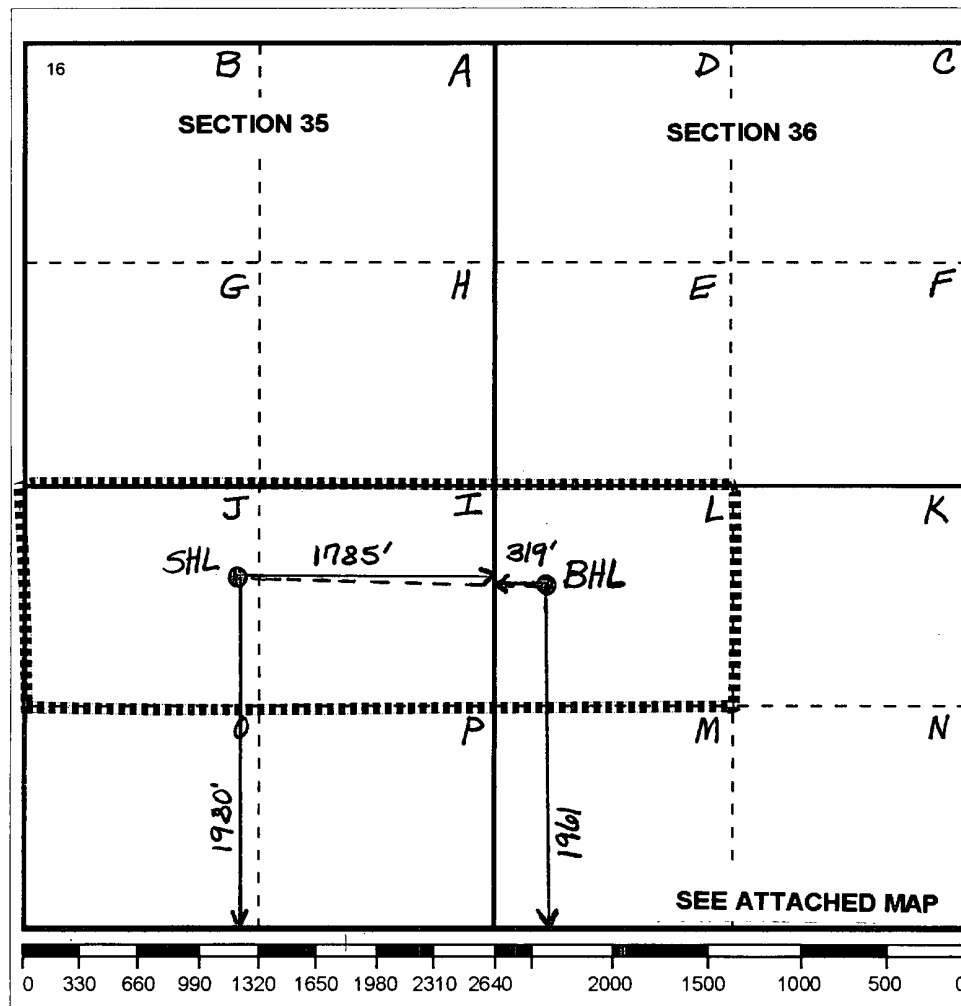 16 B A D C
SECTION 35 SECTION 36
G H E F
J I L K
SHL 1785' 319' BHL
O P M N
1980' 1961
SEE ATTACHED MAP
0 330 660 990 1320 1650 1980 2310 2640 2000 1500 1000 500 0